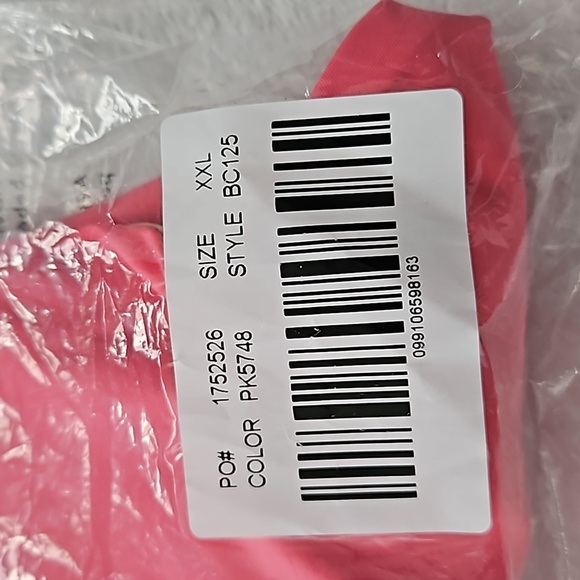 PO# 1752526 SIZE XXL
COLOR PK5748 STYLE BC125
099106598163